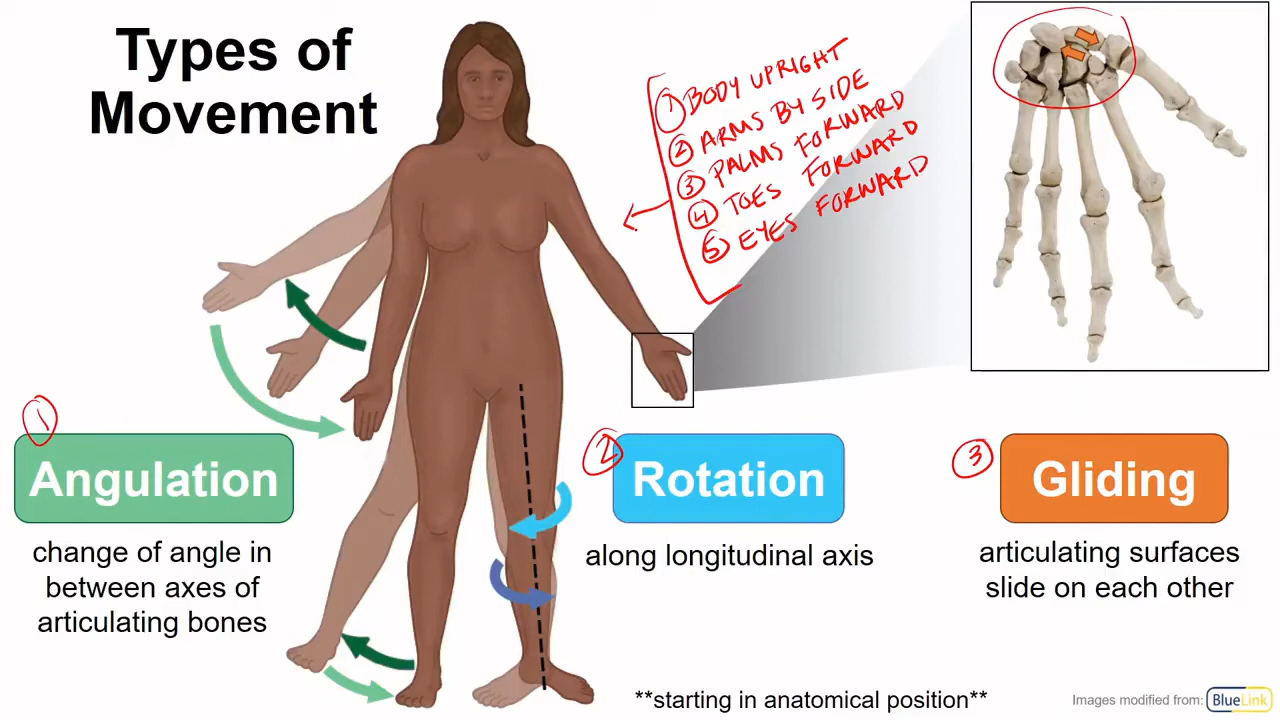 Types of
Movement
① BODY UPRIGHT
② ARMS BY SIDE
③ PALMS FORWARD
④ TOES FORWARD
⑤ EYES FORWARD
1
Angulation
change of angle in
between axes of
articulating bones
2
Rotation
along longitudinal axis
3
Gliding
articulating surfaces
slide on each other
**starting in anatomical position**
Images modified from: BlueLink